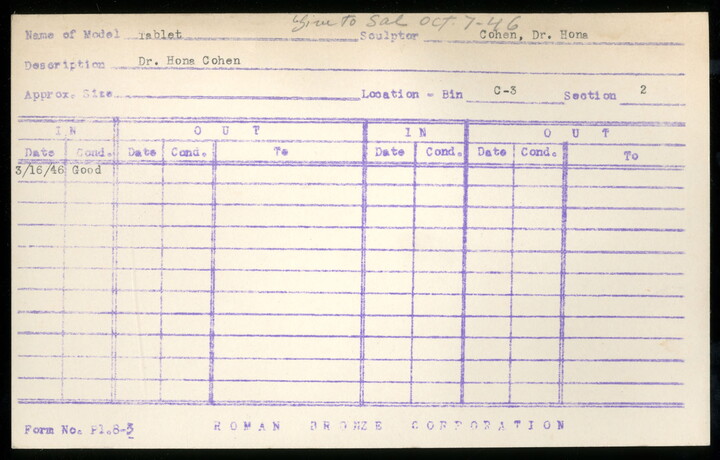 Give to Sal Oct. 7-46
Name of Model Tablet Sculptor Cohen, Dr. Hona
Description Dr. Hona Cohen
Approx. Size Location - Bin C-3 Section 2
IN OUT IN OUT
Date Cond. Date Cond. To Date Cond. Date Cond. To
3/16/46 Good
Form No. Pl.8-3 ROMAN BRONZE CORPORATION